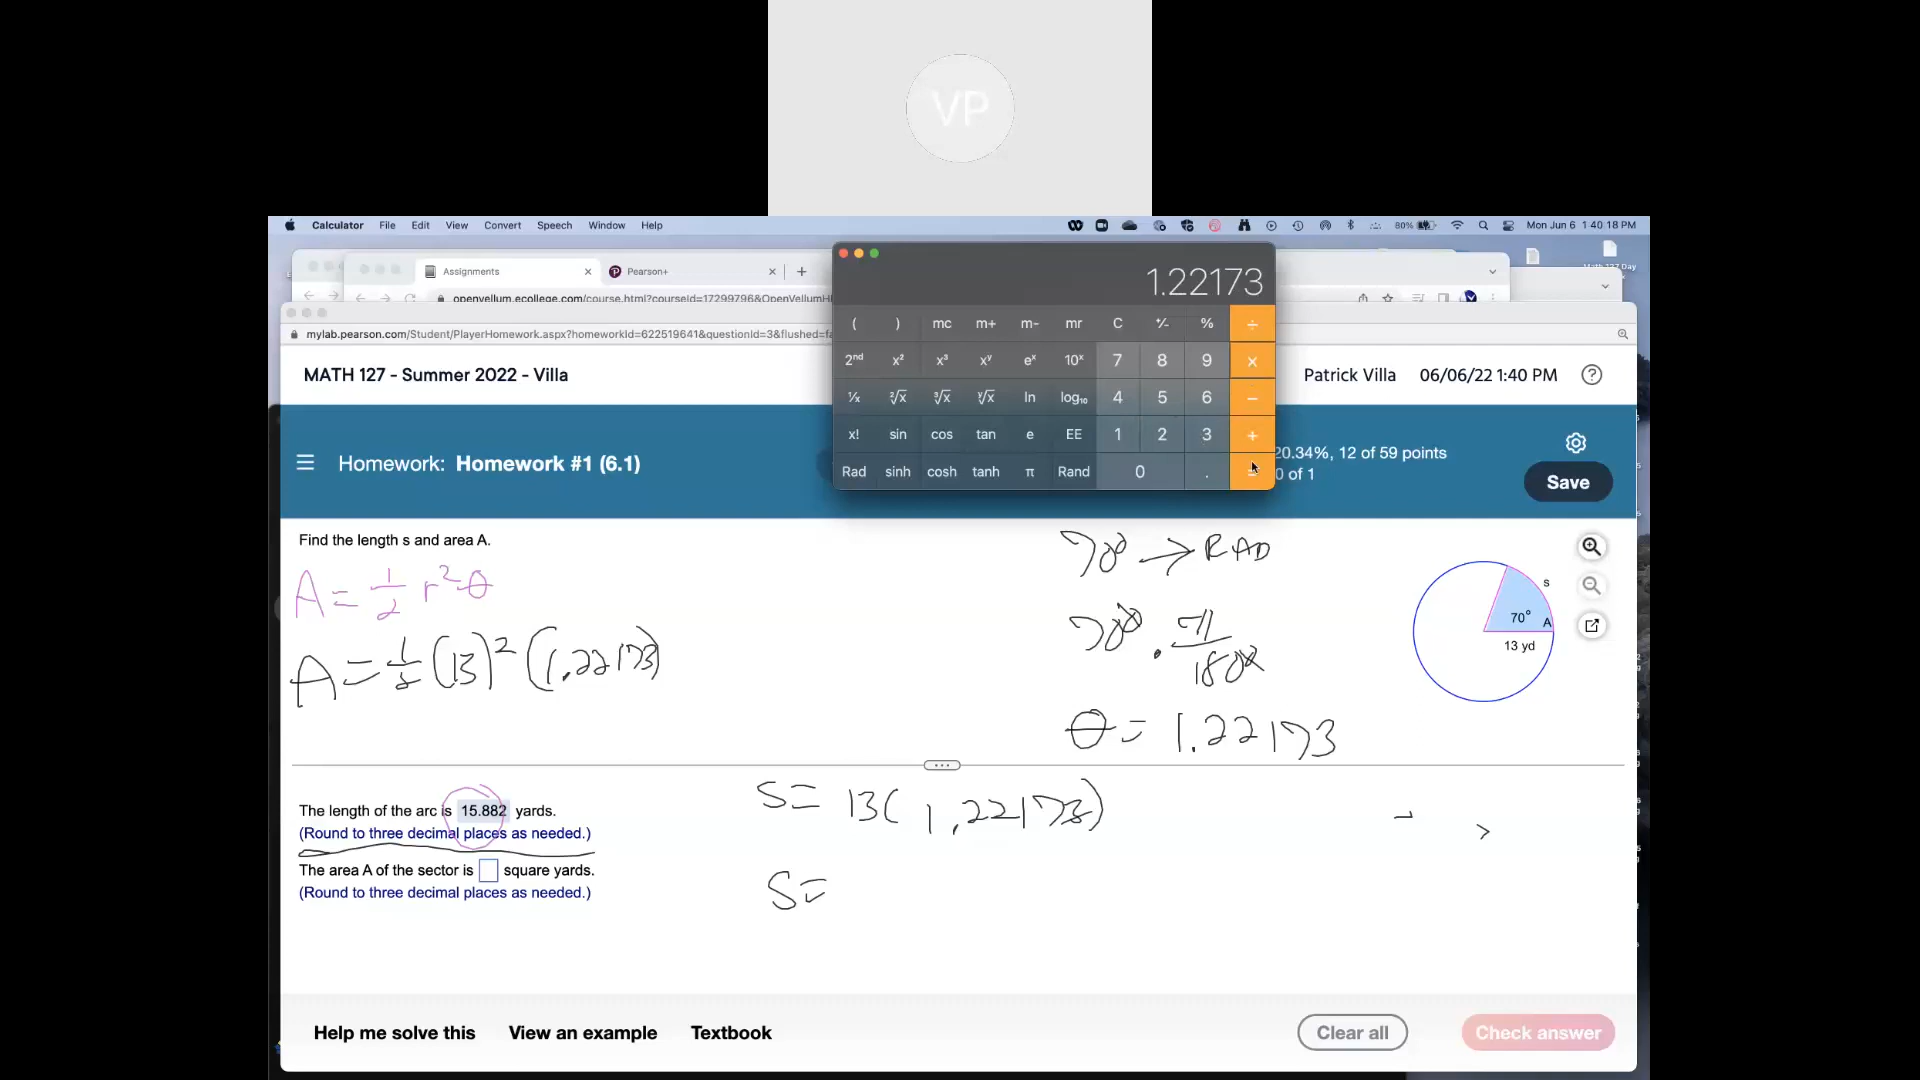 VP
Calculator File Edit View Convert Speech Window Help 80% Mon Jun 6 1 40 18 PM
Assignments Pearson+
openvellum.ecollege.com/course.html?courseId=17299796&OpenVellumH
1.22173
mylab.pearson.com/Student/PlayerHomework.aspx?homeworkId=622519641&questionId=3&flushed=fa
( ) mc m+ m- mr C ⁺∕₋ % ÷
2ⁿᵈ x² x³ xʸ eˣ 10ˣ 7 8 9 ×
¹∕ₓ ²√x ³√x ʸ√x ln log₁₀ 4 5 6 −
x! sin cos tan e EE 1 2 3 +
Rad sinh cosh tanh π Rand 0 . =
MATH 127 - Summer 2022 - Villa
Patrick Villa 06/06/22 1:40 PM ?
Homework: Homework #1 (6.1)
20.34%, 12 of 59 points
0 of 1
Save
Find the length s and area A.
A = 1/2 r² θ
A = 1/2 (13)² (1.22173)
70° → RAD
70° · π/180°
θ = 1.22173
s
70°
A
13 yd
The length of the arc is 15.882 yards.
(Round to three decimal places as needed.)
The area A of the sector is square yards.
(Round to three decimal places as needed.)
S = 13(1.22173)
S =
Help me solve this View an example Textbook
Clear all Check answer